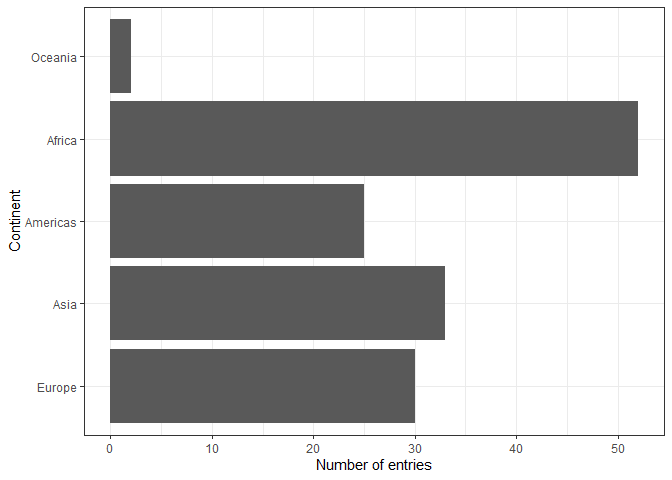 Oceania
Africa
Americas
Asia
Europe
Continent
0 10 20 30 40 50
Number of entries